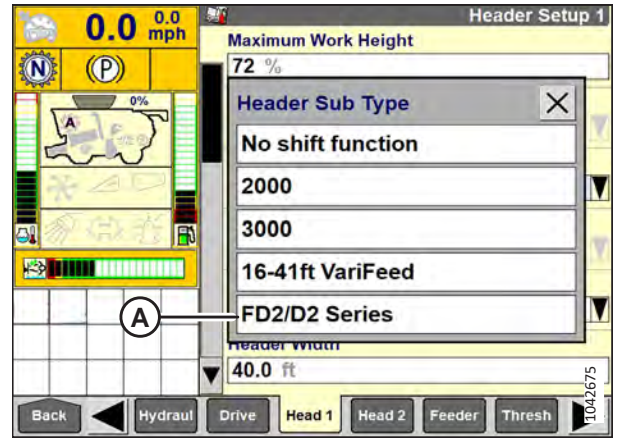 0.0 0.0 mph
Header Setup 1
Maximum Work Height
72 %
N
(P)
Header Sub Type
0%
A
No shift function
2000
3000
16-41ft VariFeed
A
FD2/D2 Series
Header Width
40.0 ft
1042675
Back
Hydraul
Drive
Head 1
Head 2
Feeder
Thresh